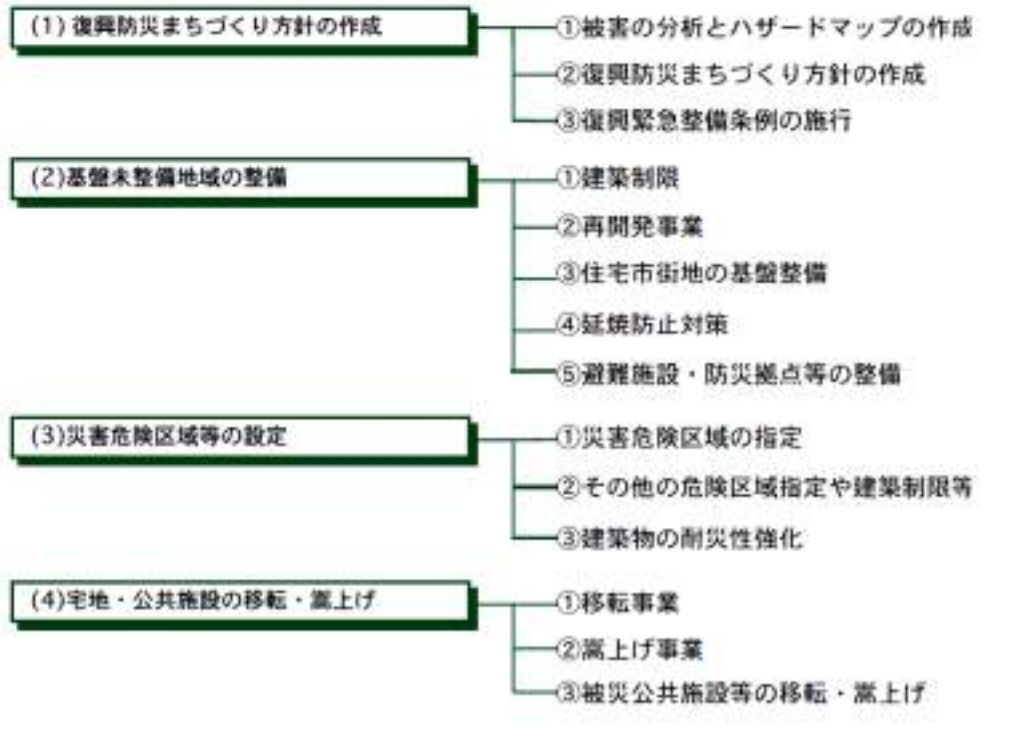 (1) 復興防災まちづくり方針の作成
①被害の分析とハザードマップの作成
②復興防災まちづくり方針の作成
③復興緊急整備条例の施行
(2)基盤未整備地域の整備
①建築制限
②再開発事業
③住宅市街地の基盤整備
④延焼防止対策
⑤避難施設・防災拠点等の整備
(3)災害危険区域等の設定
①災害危険区域の指定
②その他の危険区域指定や建築制限等
③建築物の耐災性強化
(4)宅地・公共施設の移転・嵩上げ
①移転事業
②嵩上げ事業
③被災公共施設等の移転・嵩上げ